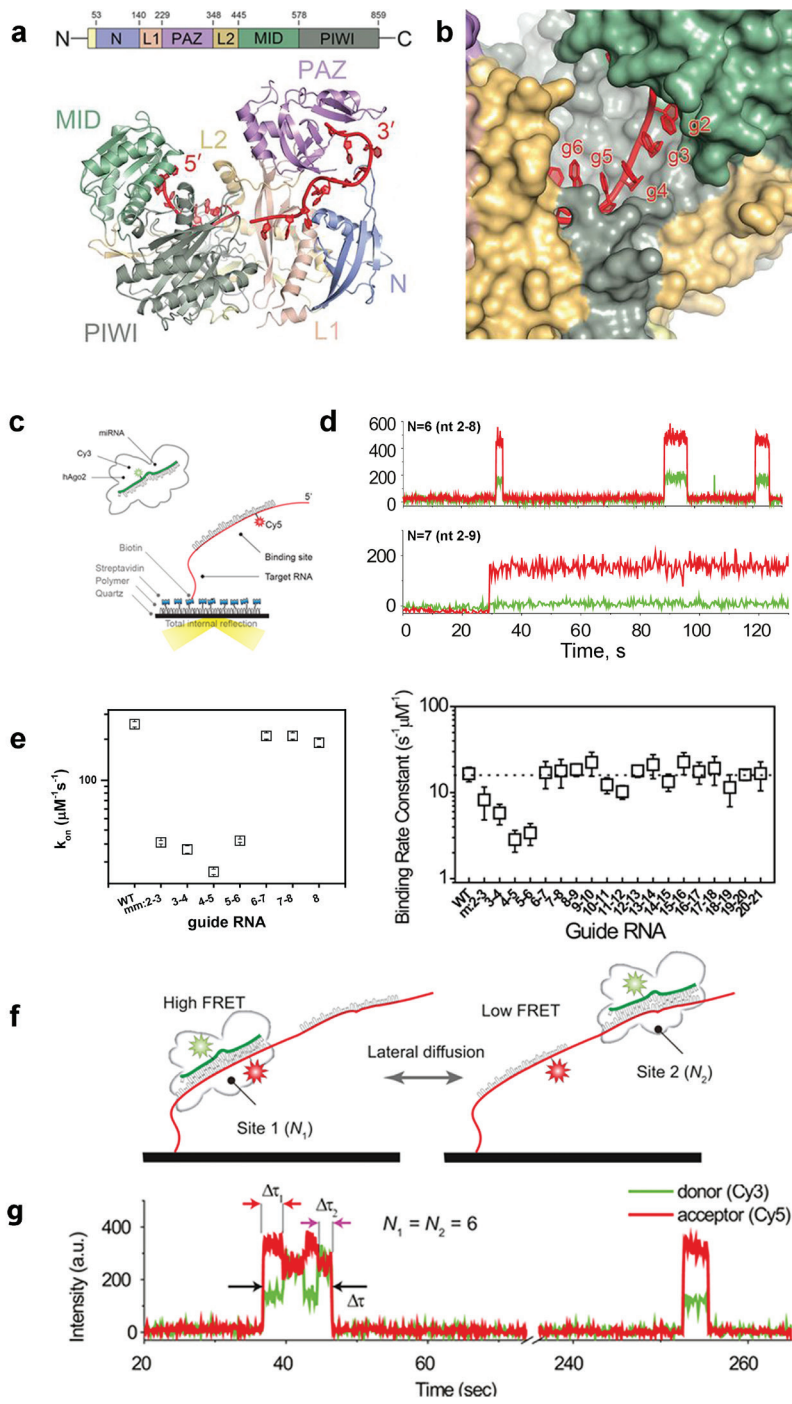 a
53 140 229 348 445 578 859
N N L1 PAZ L2 MID PIWI C
PAZ
MID
5'
L2
3'
N
PIWI
L1
b
g2
g6
g5
g3
g4
c
miRNA
Cy3
hAgo2
5'
Cy5
Biotin
Binding site
Streptavidin
Target RNA
Polymer
Quartz
Total internal reflection
d
600
N=6 (nt 2-8)
400
200
0
N=7 (nt 2-9)
200
0
0 20 40 60 80 100 120
Time, s
e
100
k on (μM-1s-1)
WT mm:2-3 3-4 4-5 5-6 6-7 7-8 8
guide RNA
Binding Rate Constant (s-1μM-1)
100
10
1
WT m:2-3 3-4 4-5 5-6 6-7 7-8 8-9 9-10 10-11 11-12 12-13 13-14 14-15 15-16 16-17 17-18 18-19 19-20 20-21
Guide RNA
f
High FRET
Low FRET
Lateral diffusion
Site 1 (N1)
Site 2 (N2)
g
Δτ1 Δτ2
donor (Cy3)
acceptor (Cy5)
N1 = N2 = 6
Δτ
400
200
0
Intensity (a.u.)
20 40 60 240 260
Time (sec)